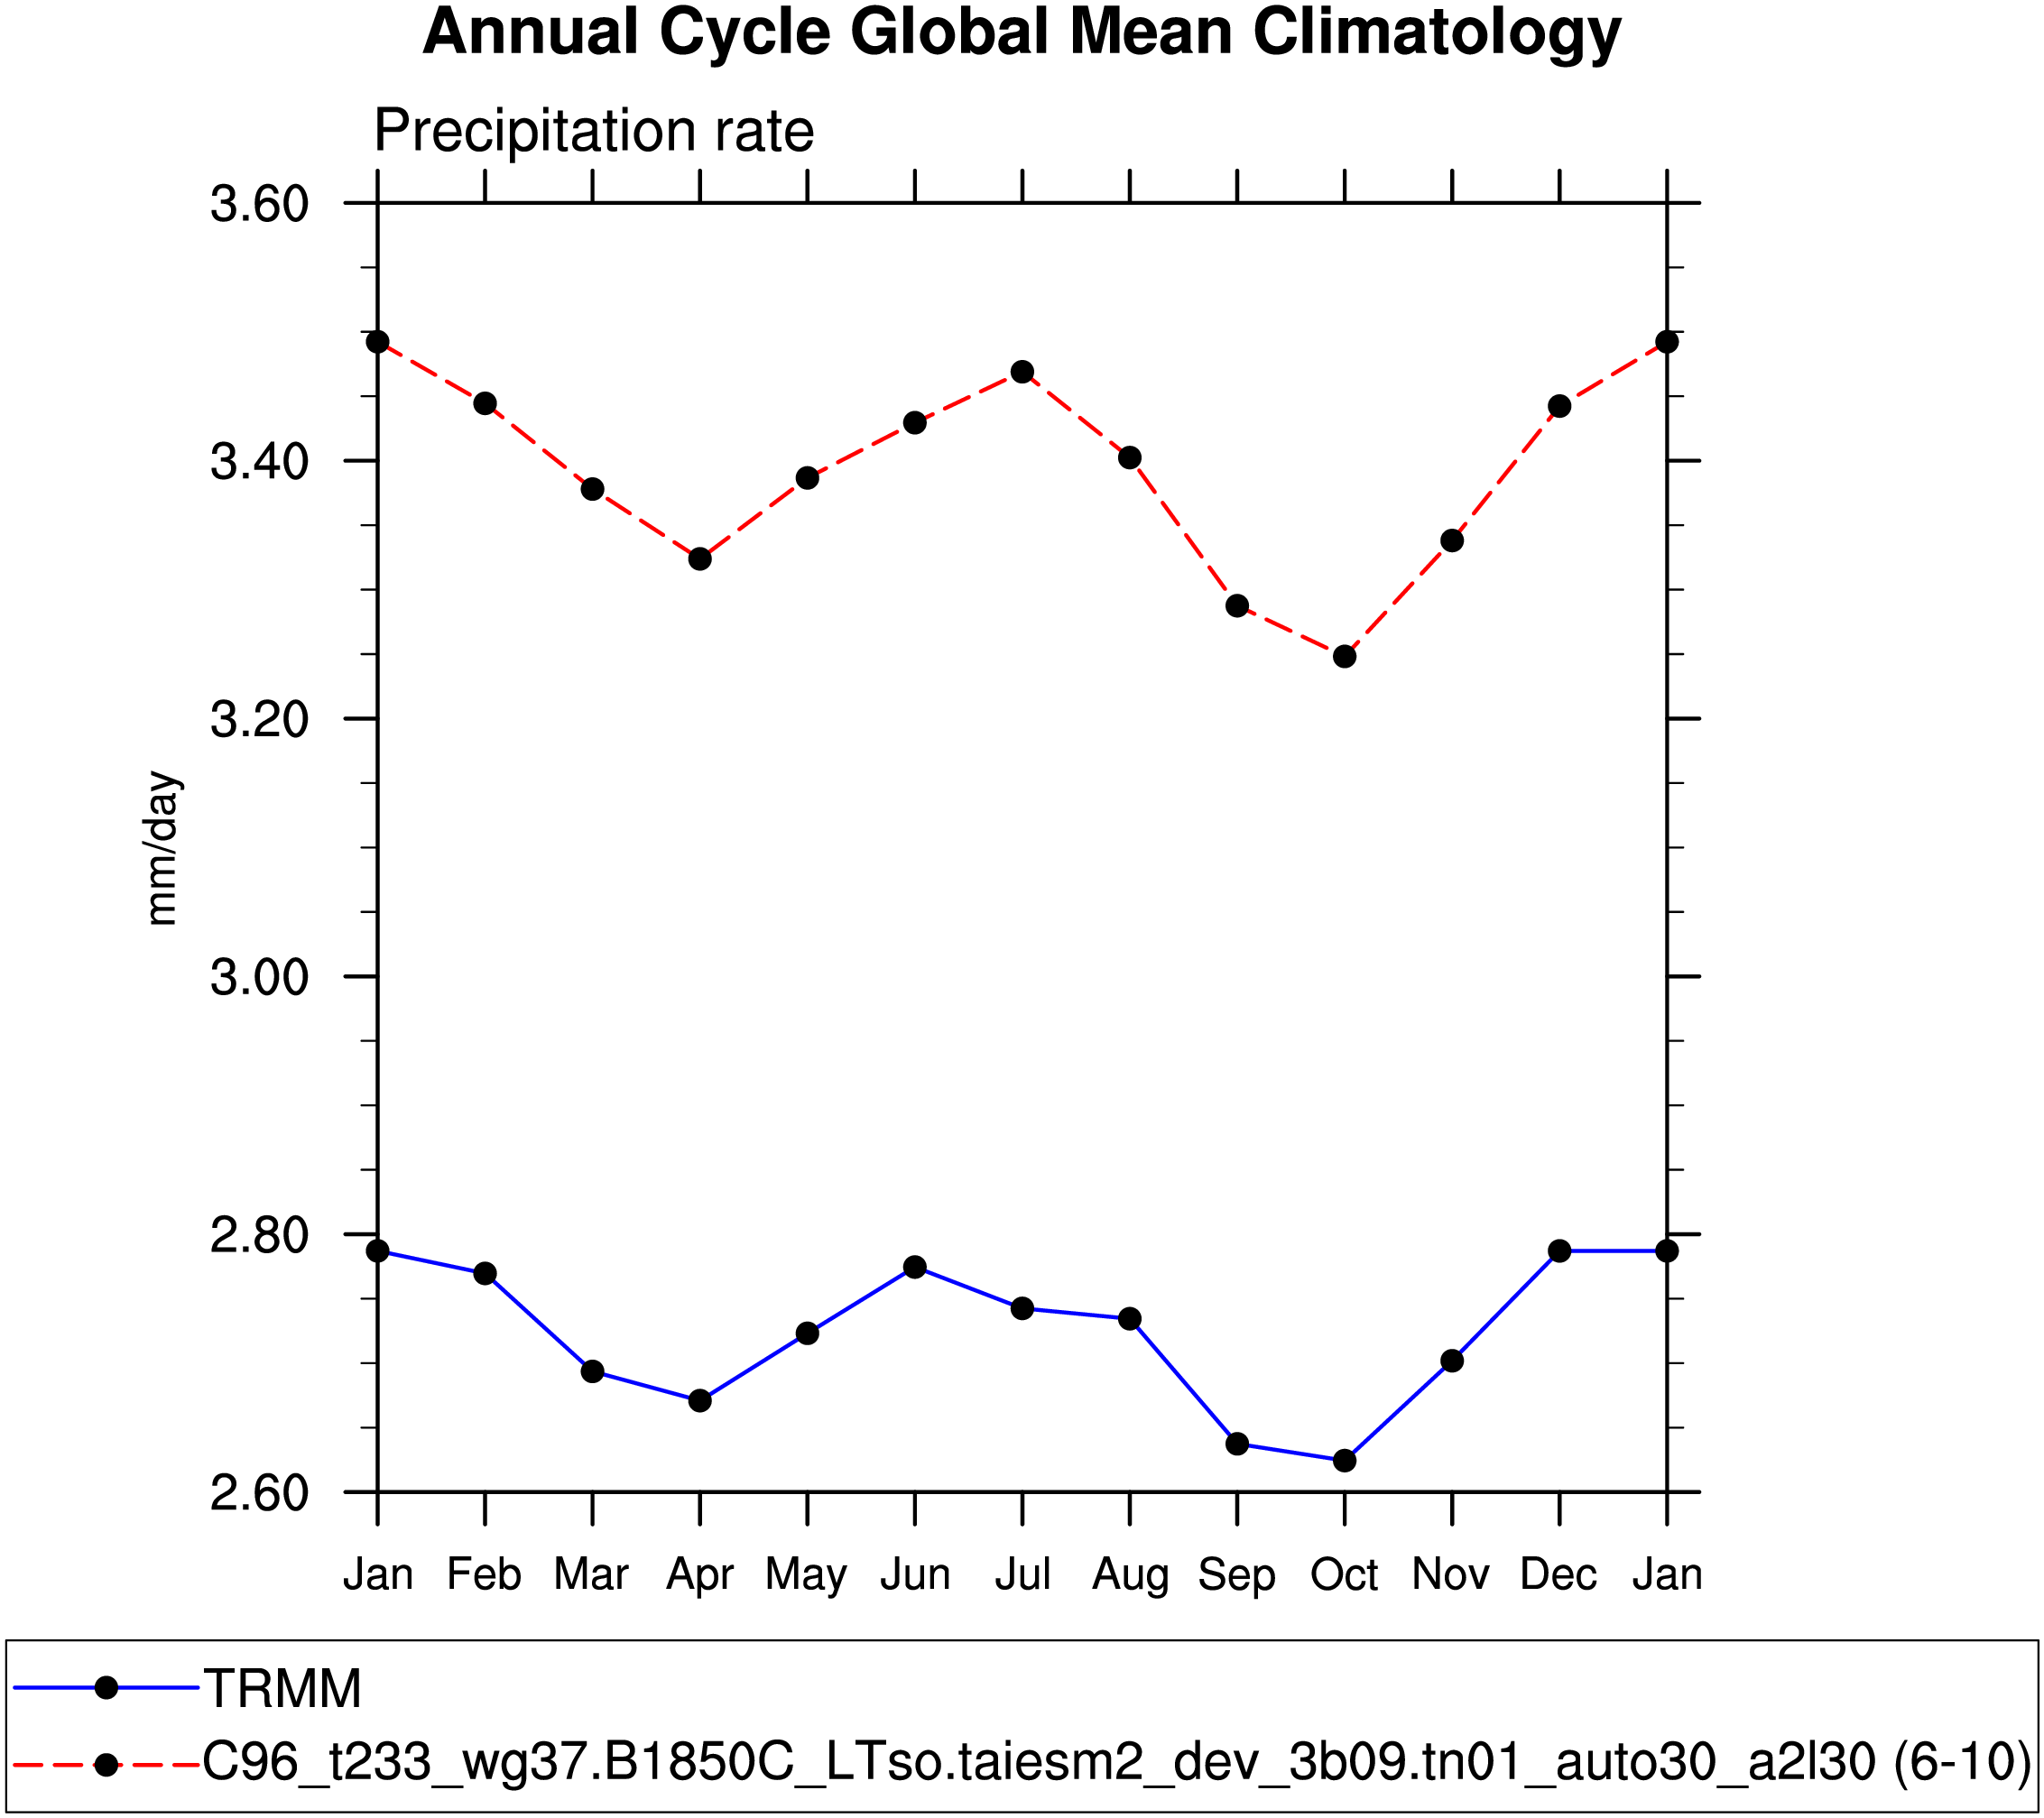 Annual Cycle Global Mean Climatology
Precipitation rate
3.60
3.40
3.20
3.00
2.80
2.60
mm/day
Jan Feb Mar Apr May Jun Jul Aug Sep Oct Nov Dec Jan
TRMM
C96_t233_wg37.B1850C_LTso.taiesm2_dev_3b09.tn01_auto30_a2l30 (6-10)